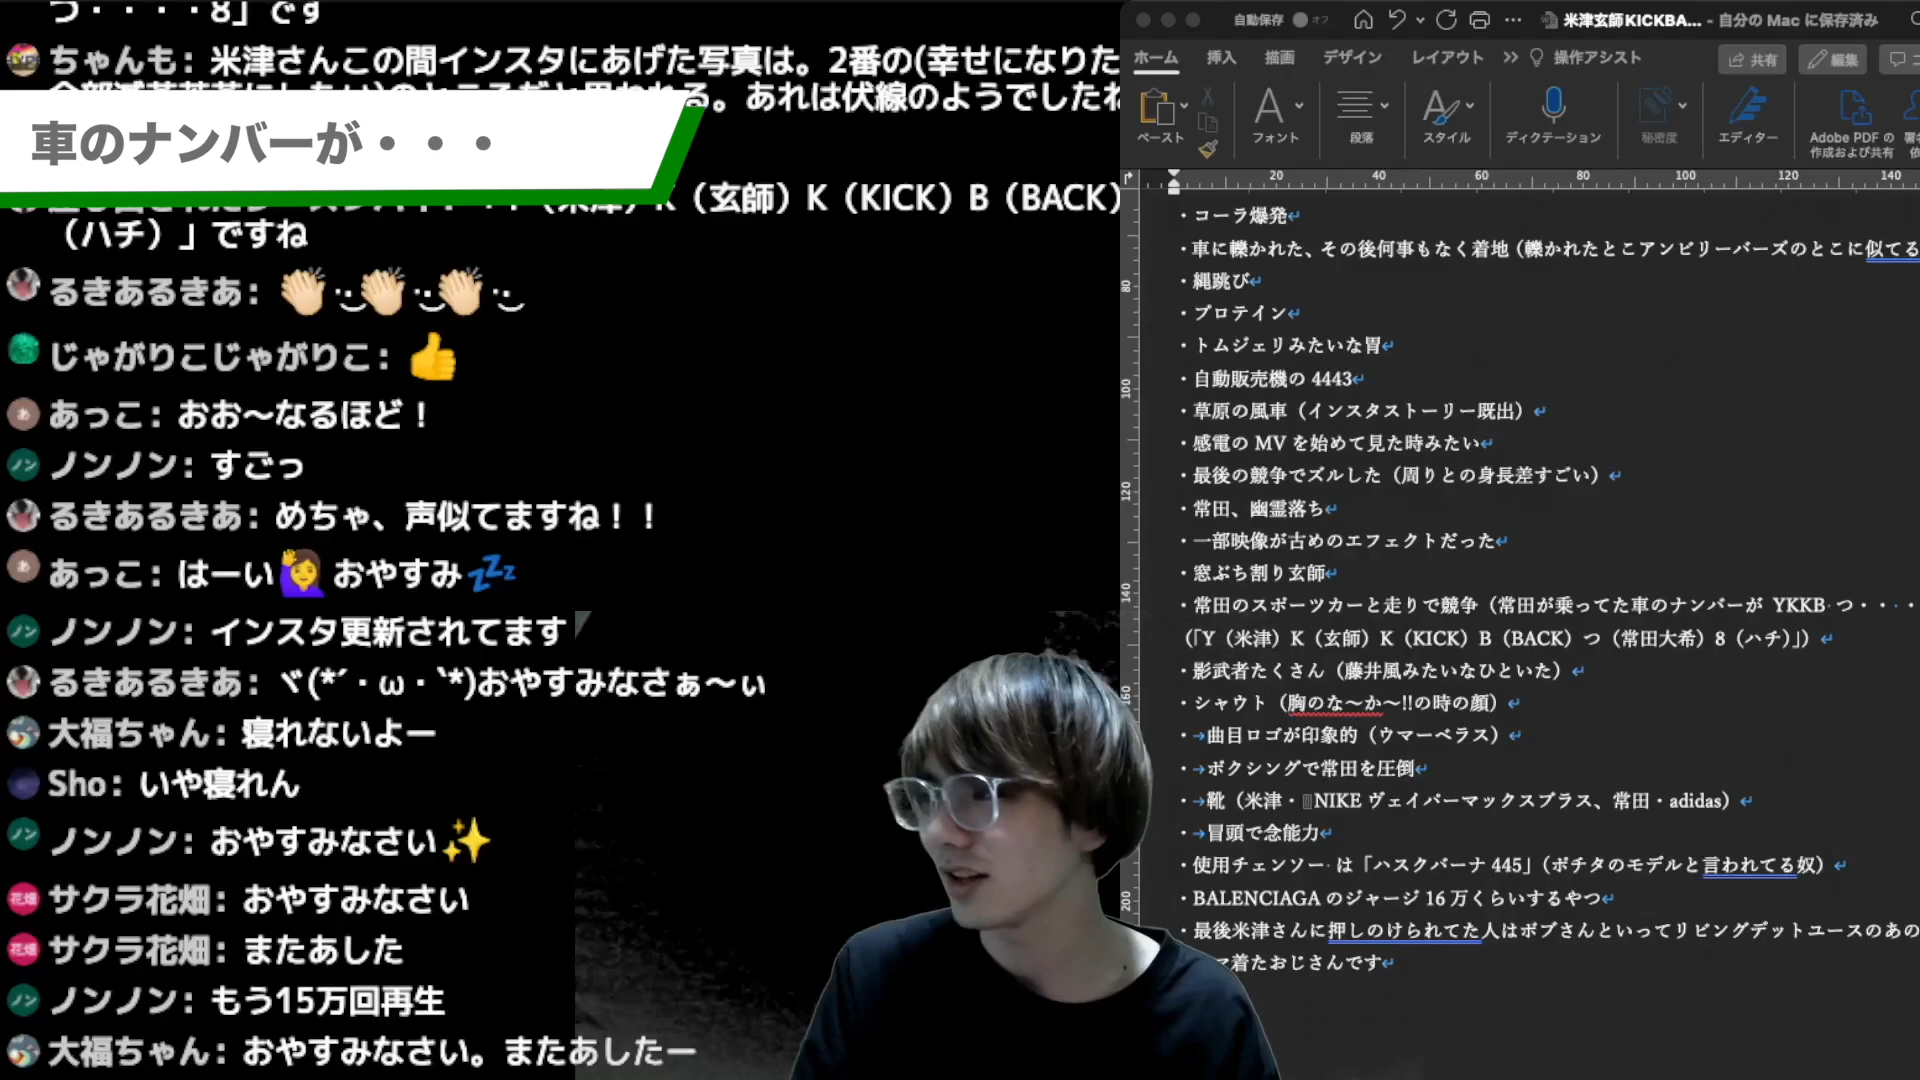 つ・・・・8」です
ちゃんも：米津さんこの間インスタにあげた写真は。2番の(幸せになりた
る。あれは伏線のようでしたね
車のナンバーが・・・
K（玄師）K（KICK）B（BACK）
（ハチ）」ですね
るきあるきあ：👏🏻·͜·👏🏻·͜·👏🏻·͜·
じゃがりこじゃがりこ：👍
あっこ：おお〜なるほど！
ノンノン：すごっ
るきあるきあ：めちゃ、声似てますね！！
あっこ：はーい🙋‍♀️おやすみ💤
ノンノン：インスタ更新されてます
るきあるきあ：ヾ(*´・ω・`*)おやすみなさぁ〜ぃ
大福ちゃん：寝れないよー
Sho：いや寝れん
ノンノン：おやすみなさい✨
サクラ花畑：おやすみなさい
サクラ花畑：またあした
ノンノン：もう15万回再生
大福ちゃん：おやすみなさい。またあしたー
自動保存 オフ 米津玄師KICKBA... - 自分の Mac に保存済み
ホーム 挿入 描画 デザイン レイアウト >> 操作アシスト 共有 編集
ペースト フォント 段落 スタイル ディクテーション 秘密度 エディター Adobe PDF の
作成および共有
20 40 60 80 100 120 140
80
100
120
140
160
200
・コーラ爆発
・車に轢かれた、その後何事もなく着地（轢かれたとこアンビリーバーズのとこに似てる
・縄跳び
・プロテイン
・トムジェリみたいな胃
・自動販売機の 4443
・草原の風車（インスタストーリー既出）
・感電の MV を始めて見た時みたい
・最後の競争でズルした（周りとの身長差すごい）
・常田、幽霊落ち
・一部映像が古めのエフェクトだった
・窓ぶち割り玄師
・常田のスポーツカーと走りで競争（常田が乗ってた車のナンバーが YKKB つ・・・
（「Y（米津）K（玄師）K（KICK）B（BACK）つ（常田大希）8（ハチ）」）
・影武者たくさん（藤井風みたいなひといた）
・シャウト（胸のな〜か〜!!の時の顔）
・→曲目ロゴが印象的（ウマーベラス）
・→ボクシングで常田を圧倒
・→靴（米津・NIKE ヴェイパーマックスプラス、常田・adidas）
・→冒頭で念能力
・使用チェンソー は「ハスクバーナ 445」（ポチタのモデルと言われてる奴）
・BALENCIAGA のジャージ 16 万くらいするやつ
・最後米津さんに押しのけられてた人はボブさんといってリビングデットユースのあの
マ着たおじさんです